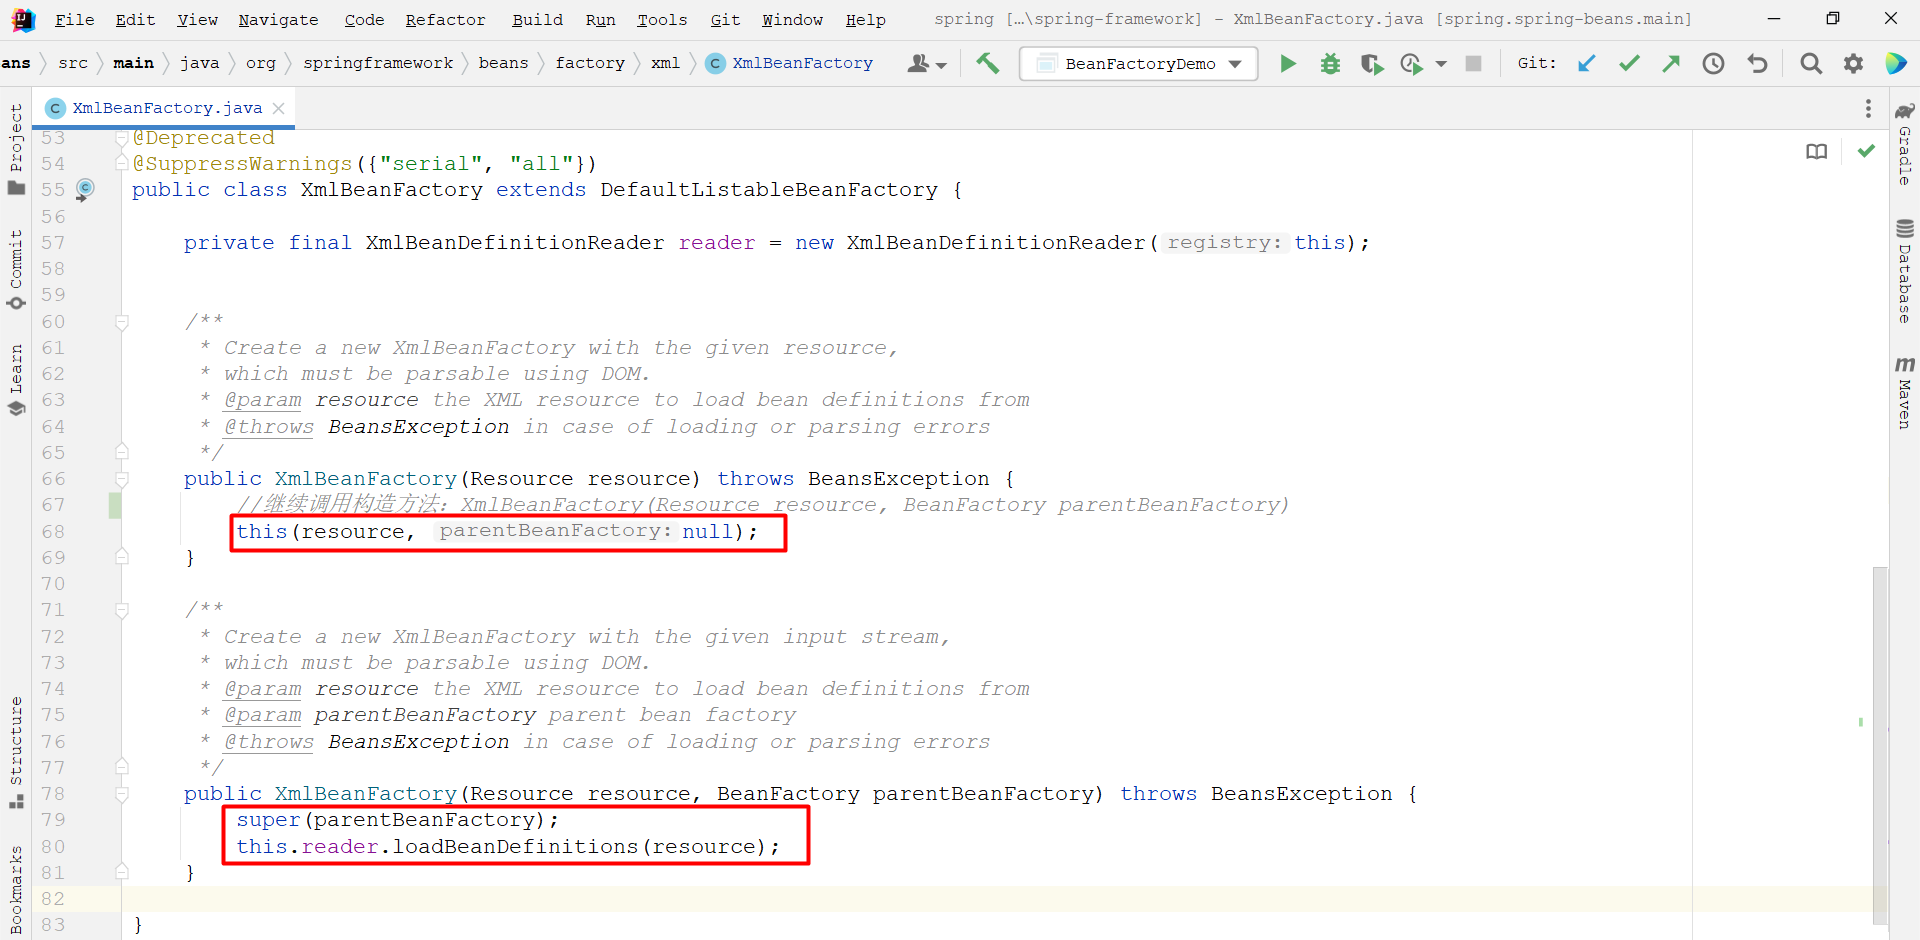 File Edit View Navigate Code Refactor Build Run Tools Git Window Help spring [...\spring-framework] - XmlBeanFactory.java [spring.spring-beans.main]
ans src main java org springframework beans factory xml XmlBeanFactory BeanFactoryDemo Git:
XmlBeanFactory.java
53 @Deprecated
54 @SuppressWarnings({"serial", "all"})
55 public class XmlBeanFactory extends DefaultListableBeanFactory {
56
57 private final XmlBeanDefinitionReader reader = new XmlBeanDefinitionReader( registry: this);
58
59
60 /**
61 * Create a new XmlBeanFactory with the given resource,
62 * which must be parsable using DOM.
63 * @param resource the XML resource to load bean definitions from
64 * @throws BeansException in case of loading or parsing errors
65 */
66 public XmlBeanFactory(Resource resource) throws BeansException {
67 //继续调用构造方法：XmlBeanFactory(Resource resource, BeanFactory parentBeanFactory)
68 this(resource, parentBeanFactory: null);
69 }
70
71 /**
72 * Create a new XmlBeanFactory with the given input stream,
73 * which must be parsable using DOM.
74 * @param resource the XML resource to load bean definitions from
75 * @param parentBeanFactory parent bean factory
76 * @throws BeansException in case of loading or parsing errors
77 */
78 public XmlBeanFactory(Resource resource, BeanFactory parentBeanFactory) throws BeansException {
79 super(parentBeanFactory);
80 this.reader.loadBeanDefinitions(resource);
81 }
82
83 }
Project
Commit
Learn
Structure
Bookmarks
Gradle
Database
m Maven